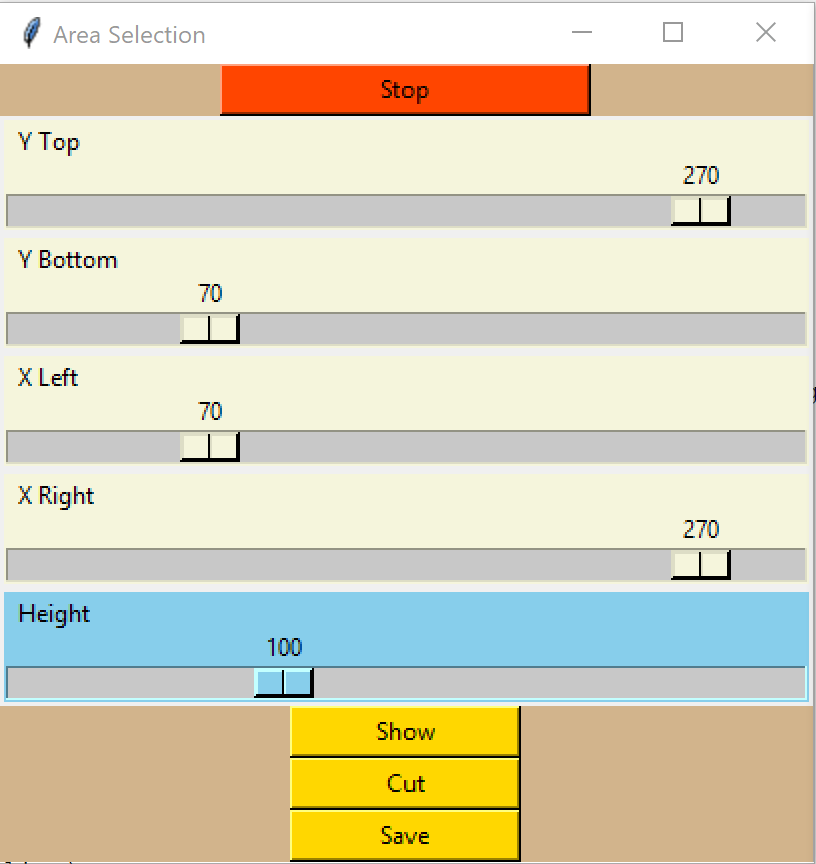 Area Selection
Stop
Y Top
270
Y Bottom
70
X Left
70
X Right
270
Height
100
Show
Cut
Save